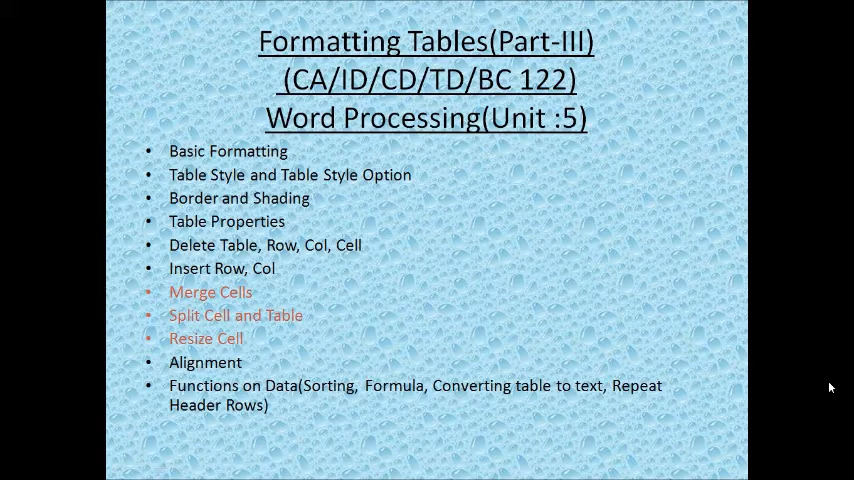 Formatting Tables(Part-III)
(CA/ID/CD/TD/BC 122)
Word Processing(Unit :5)
• Basic Formatting
• Table Style and Table Style Option
• Border and Shading
• Table Properties
• Delete Table, Row, Col, Cell
• Insert Row, Col
• Merge Cells
• Split Cell and Table
• Resize Cell
• Alignment
• Functions on Data(Sorting, Formula, Converting table to text, Repeat
Header Rows)